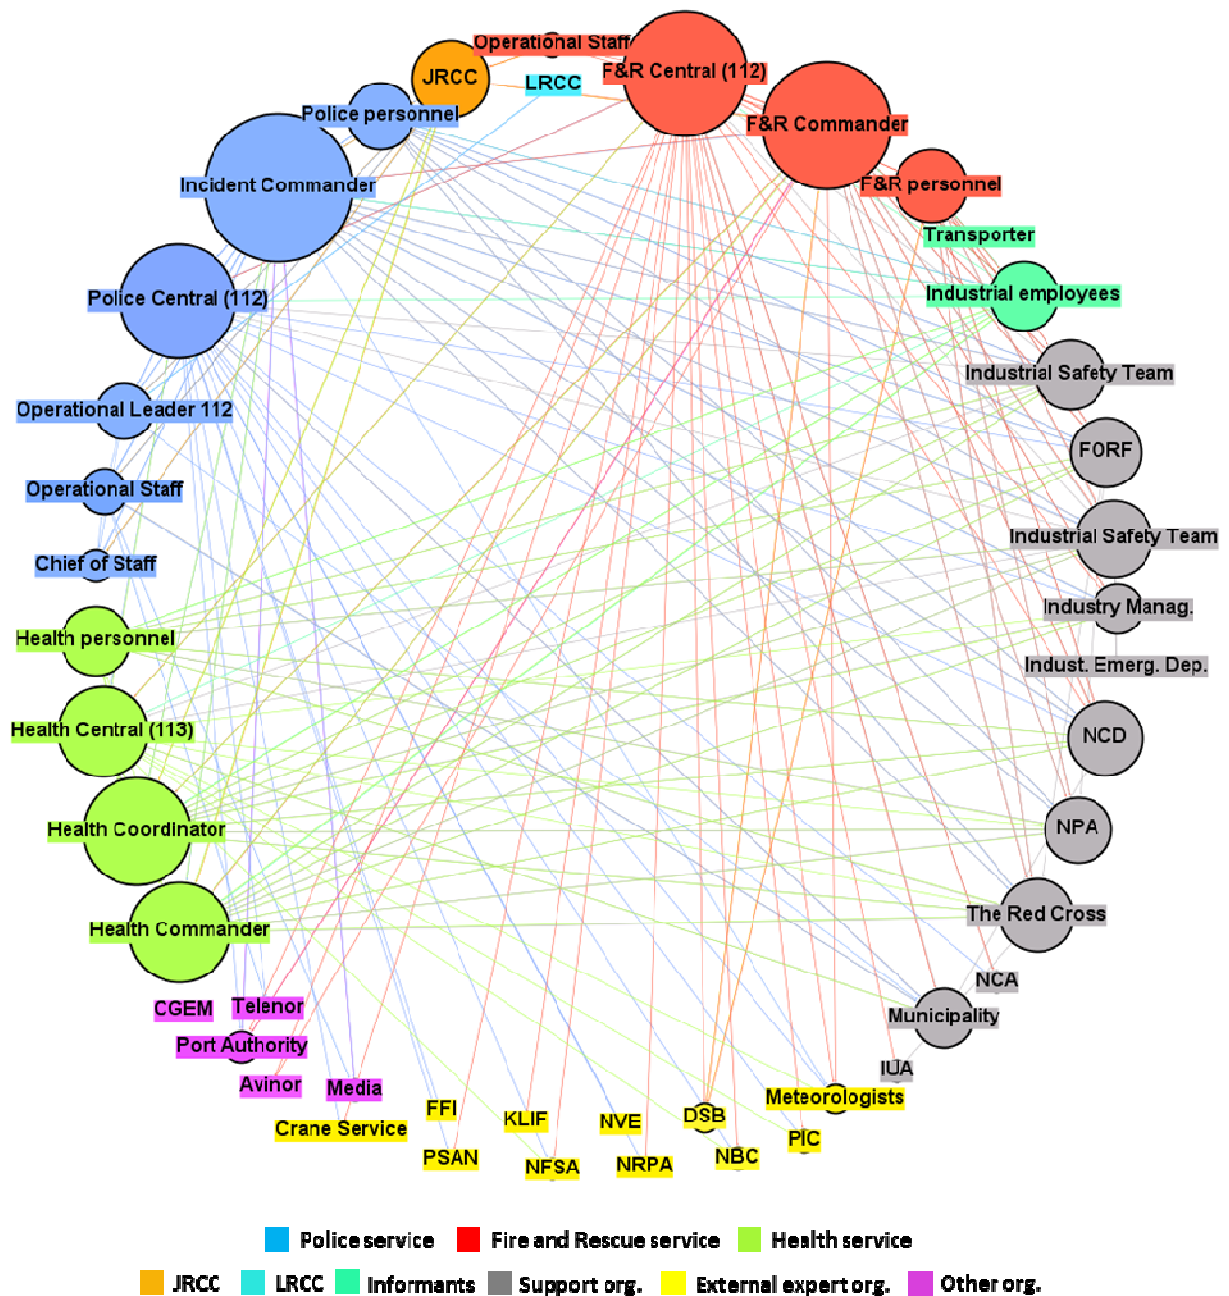 Operational Staff
F&R Central (112)
JRCC
LRCC
Police personnel
F&R Commander
Incident Commander
F&R personnel
Transporter
Police Central (112)
Industrial employees
Industrial Safety Team
Operational Leader 112
FORF
Operational Staff
Industrial Safety Team
Chief of Staff
Industry Manag.
Health personnel
Indust. Emerg. Dep.
Health Central (113)
NCD
Health Coordinator
NPA
The Red Cross
Health Commander
NCA
CGEM
Telenor
Municipality
Port Authority
IUA
Avinor
Media
Meteorologists
FFI
KLIF
NVE
DSB
Crane Service
PIC
PSAN
NFSA
NRPA
NBC
Police service Fire and Rescue service Health service
JRCC LRCC Informants Support org. External expert org. Other org.